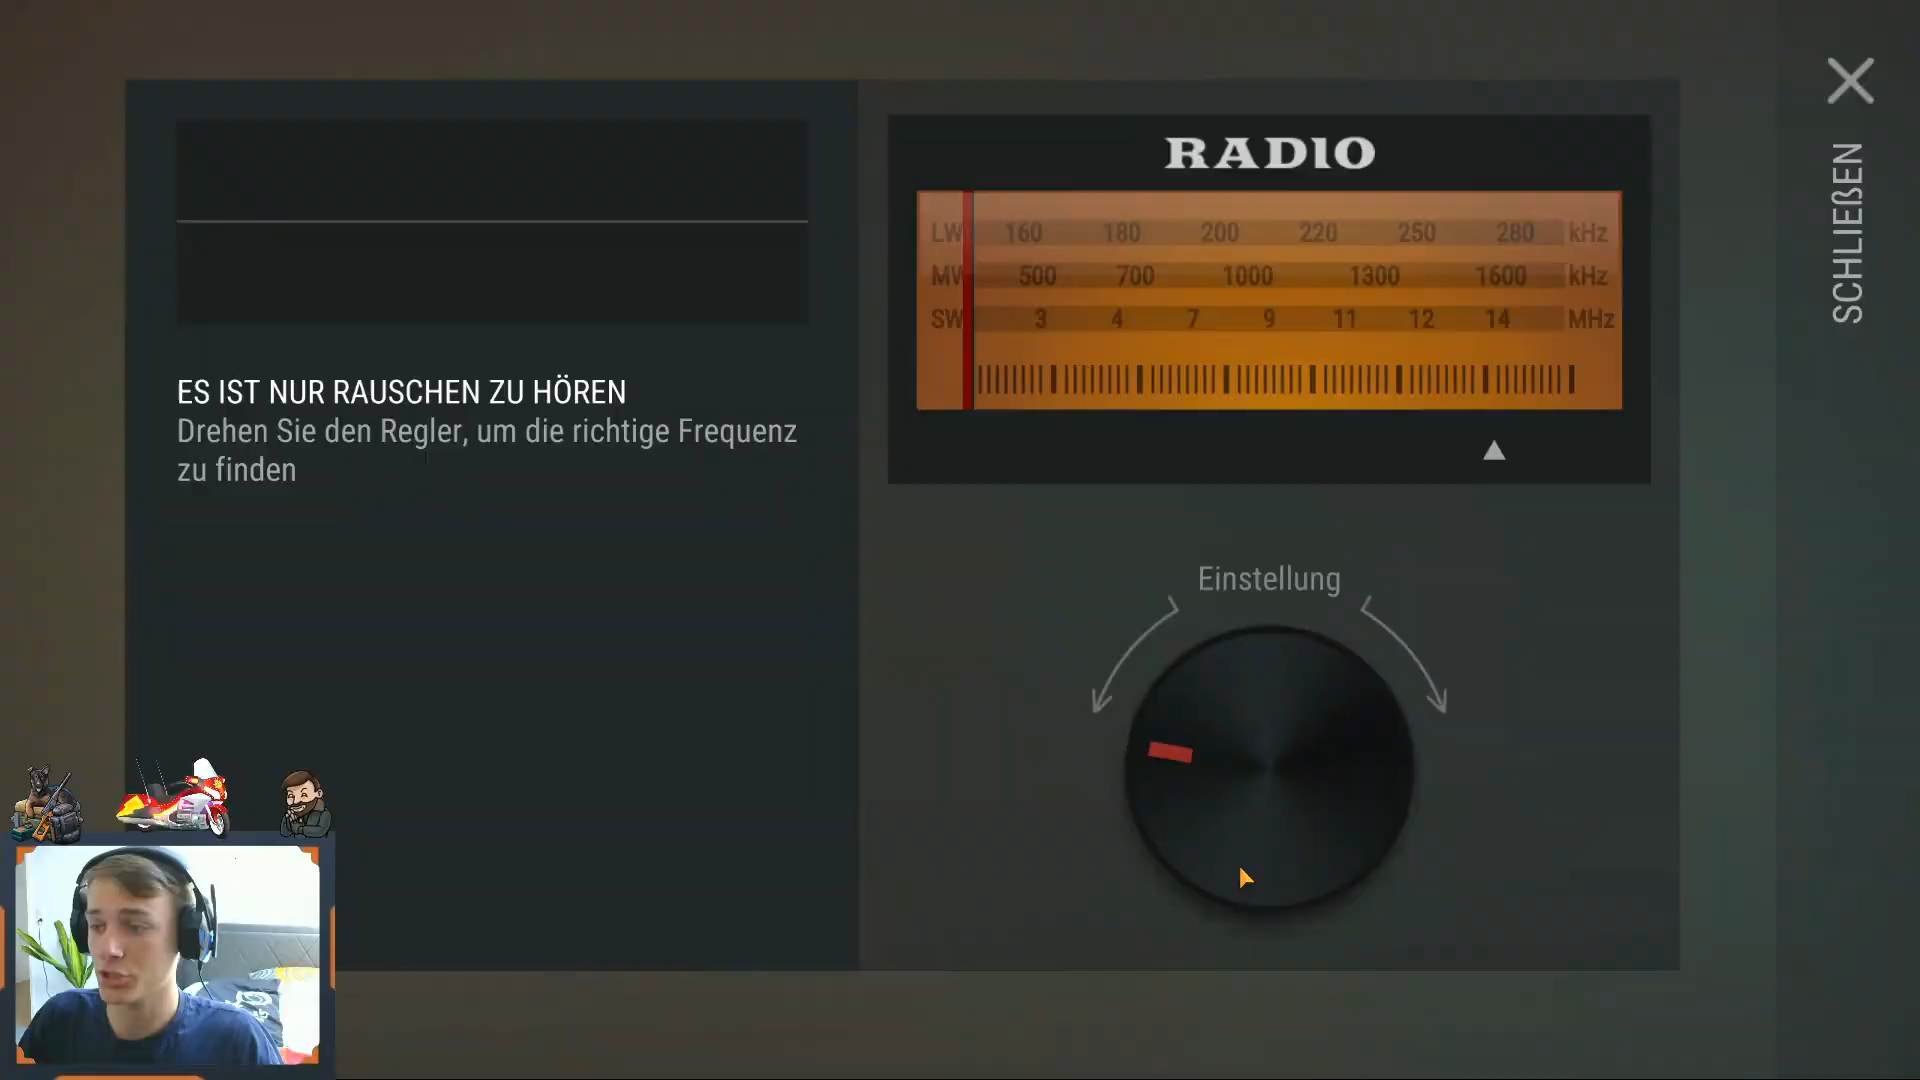 RADIO
LW 160 180 200 220 250 280 kHz
MW 500 700 1000 1300 1600 kHz
SW 3 4 7 9 11 12 14 MHz
ES IST NUR RAUSCHEN ZU HÖREN
Drehen Sie den Regler, um die richtige Frequenz
zu finden
Einstellung
SCHLIEßEN